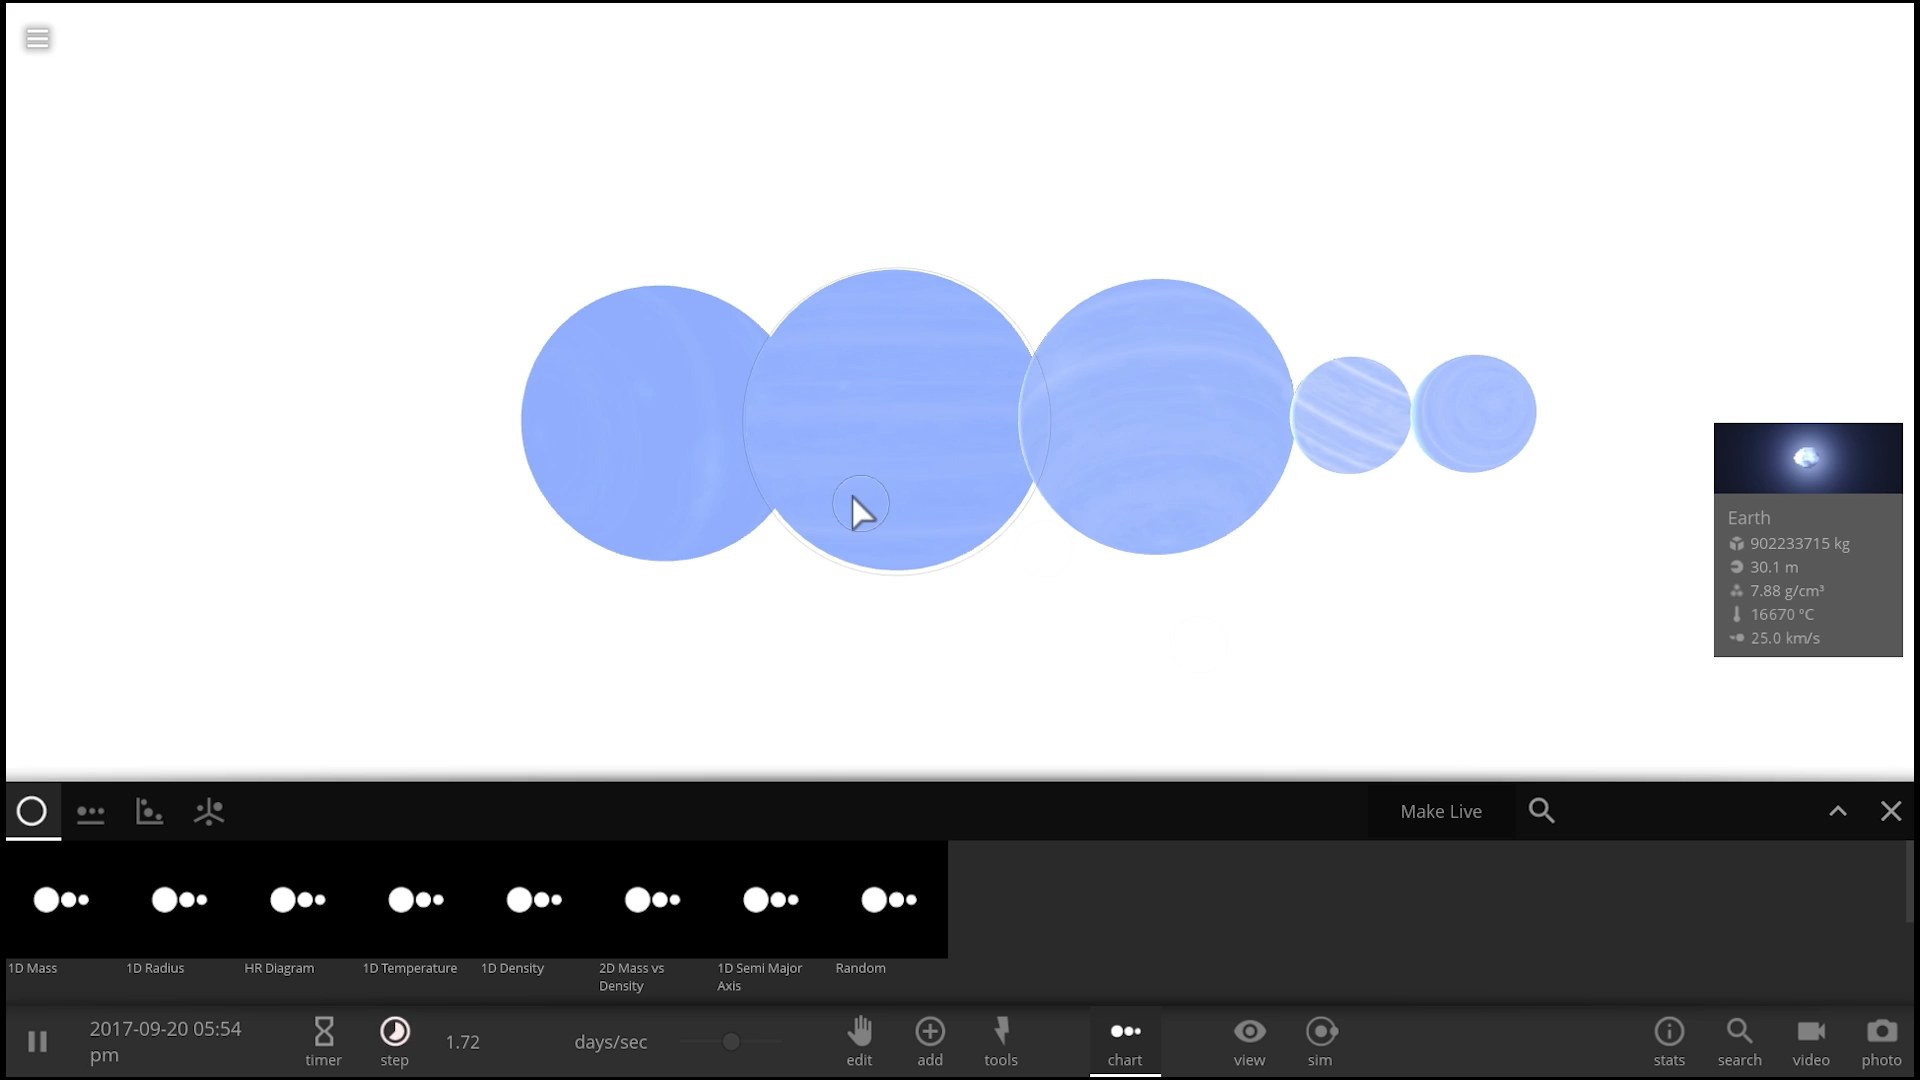 Earth
902233715 kg
30.1 m
7.88 g/cm³
16670 °C
25.0 km/s
Make Live
1D Mass
1D Radius
HR Diagram
1D Temperature
1D Density
2D Mass vs
Density
1D Semi Major
Axis
Random
2017-09-20 05:54
pm
timer
step
1.72
days/sec
edit
add
tools
chart
view
sim
stats
search
video
photo